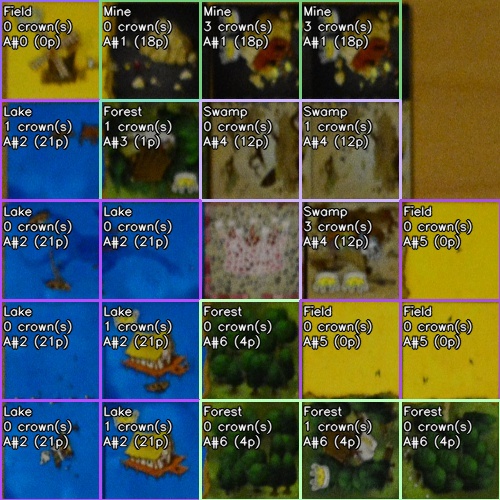 Field
0 crown(s)
A#0 (0p)
Mine
0 crown(s)
A#1 (18p)
Mine
3 crown(s)
A#1 (18p)
Mine
3 crown(s)
A#1 (18p)
Lake
1 crown(s)
A#2 (21p)
Forest
1 crown(s)
A#3 (1p)
Swamp
0 crown(s)
A#4 (12p)
Swamp
1 crown(s)
A#4 (12p)
Lake
0 crown(s)
A#2 (21p)
Lake
0 crown(s)
A#2 (21p)
Swamp
3 crown(s)
A#4 (12p)
Field
0 crown(s)
A#5 (0p)
Lake
0 crown(s)
A#2 (21p)
Lake
1 crown(s)
A#2 (21p)
Forest
0 crown(s)
A#6 (4p)
Field
0 crown(s)
A#5 (0p)
Field
0 crown(s)
A#5 (0p)
Lake
0 crown(s)
A#2 (21p)
Lake
1 crown(s)
A#2 (21p)
Forest
0 crown(s)
A#6 (4p)
Forest
1 crown(s)
A#6 (4p)
Forest
0 crown(s)
A#6 (4p)